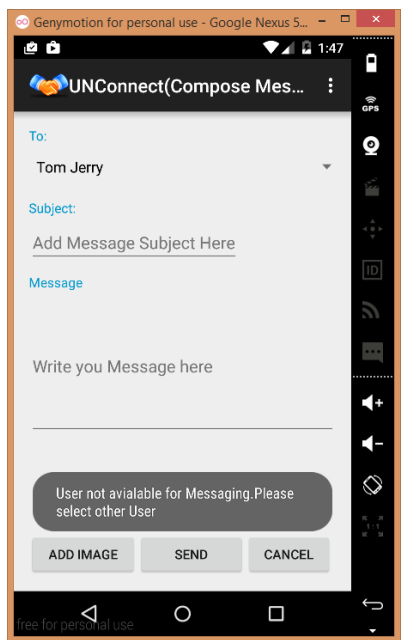 Genymotion for personal use - Google Nexus 5...
1:47
UNConnect(Compose Mes...
GPS
To:
Tom Jerry
Subject:
Add Message Subject Here
ID
Message
Write you Message here
User not avialable for Messaging.Please
select other User
1:1
ADD IMAGE SEND CANCEL
free for personal use